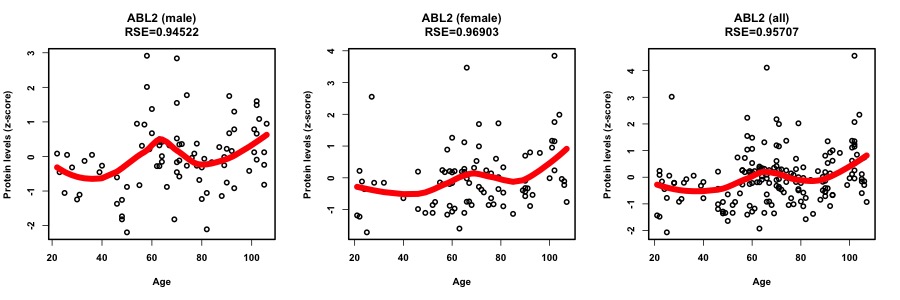 ABL2 (male)
RSE=0.94522
Protein levels (z-score)
3
2
1
0
-1
-2
20
40
60
80
100
Age
ABL2 (female)
RSE=0.96903
Protein levels (z-score)
4
3
2
1
0
-1
20
40
60
80
100
Age
ABL2 (all)
RSE=0.95707
Protein levels (z-score)
4
3
2
1
0
-1
-2
20
40
60
80
100
Age